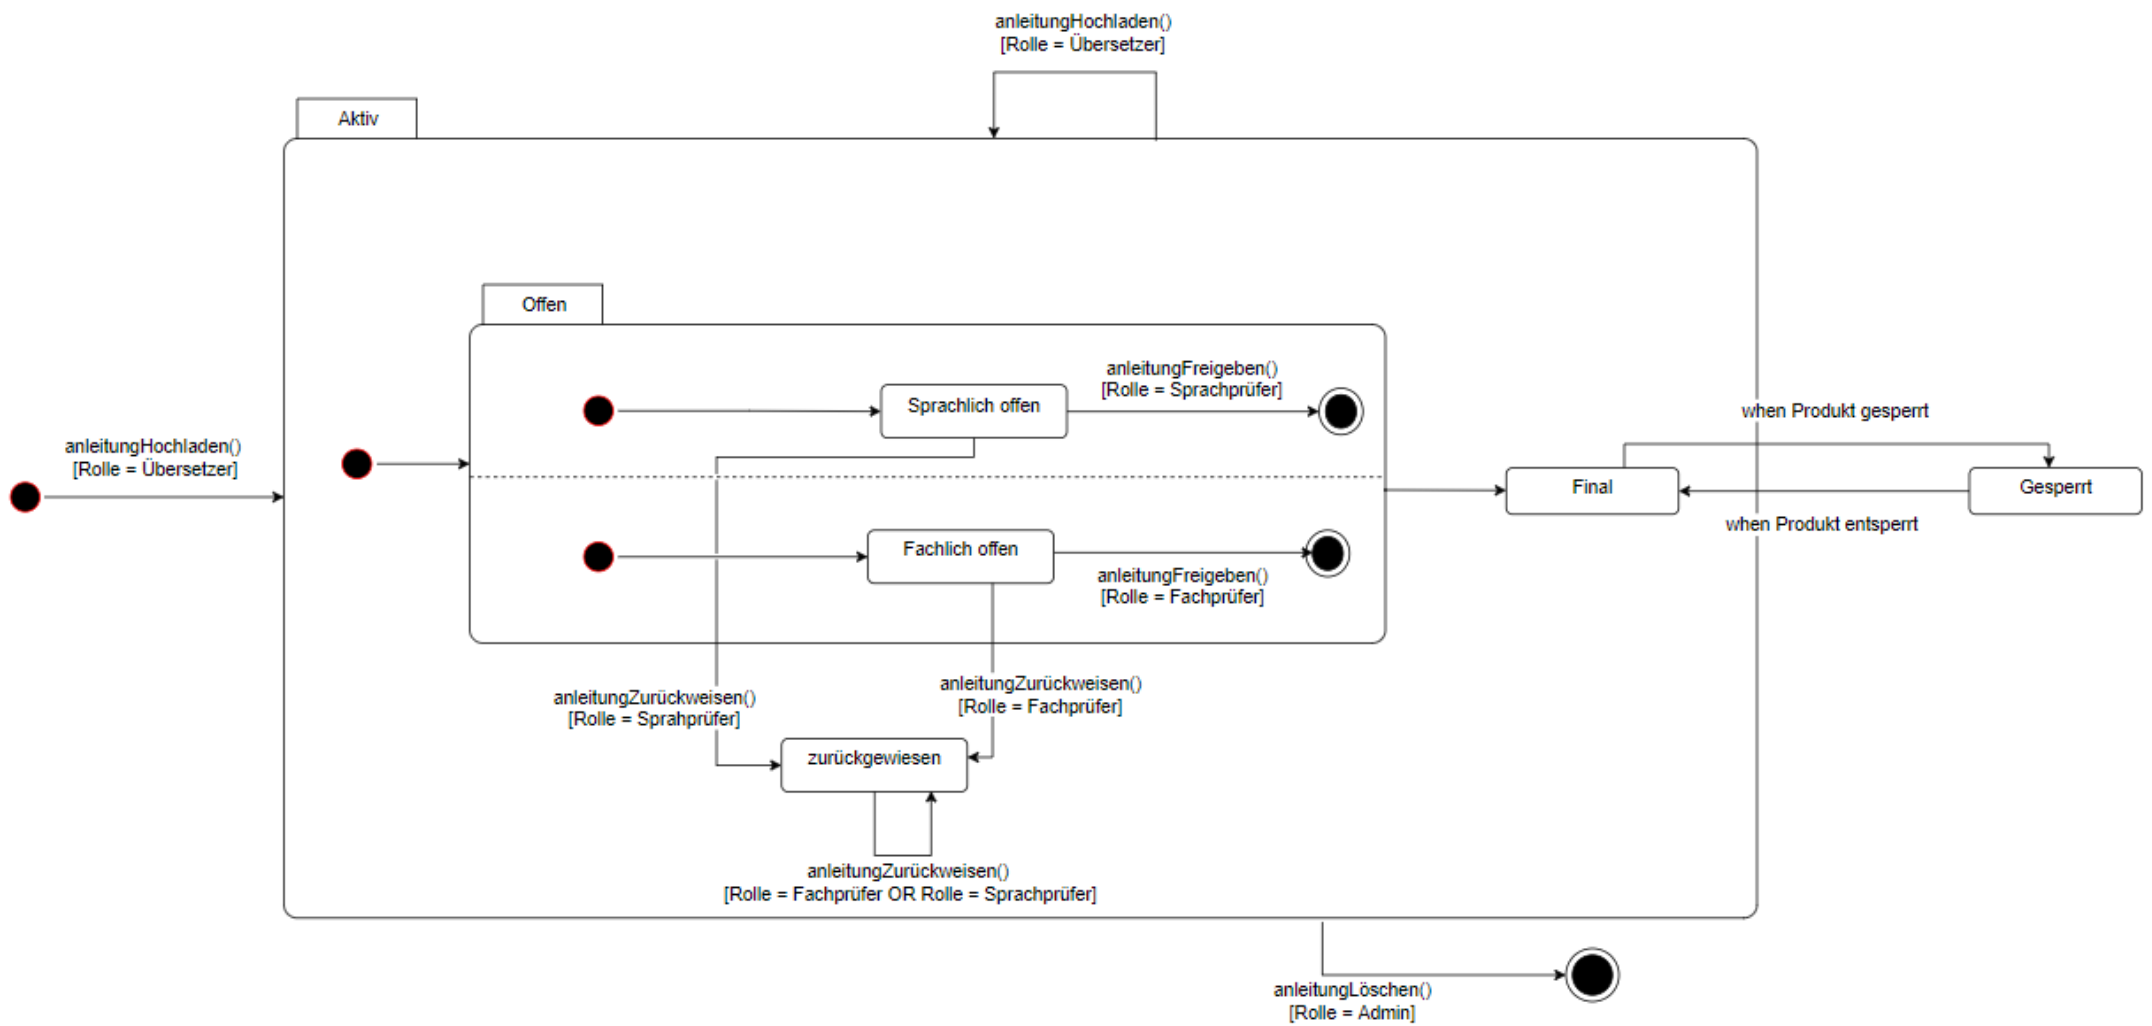 anleitungHochladen()
[Rolle = Übersetzer]
Aktiv
Offen
anleitungFreigeben()
[Rolle = Sprachprüfer]
Sprachlich offen
when Produkt gesperrt
anleitungHochladen()
[Rolle = Übersetzer]
Final
Gesperrt
when Produkt entsperrt
Fachlich offen
anleitungFreigeben()
[Rolle = Fachprüfer]
anleitungZurückweisen()
[Rolle = Sprahprüfer]
anleitungZurückweisen()
[Rolle = Fachprüfer]
zurückgewiesen
anleitungZurückweisen()
[Rolle = Fachprüfer OR Rolle = Sprachprüfer]
anleitungLöschen()
[Rolle = Admin]